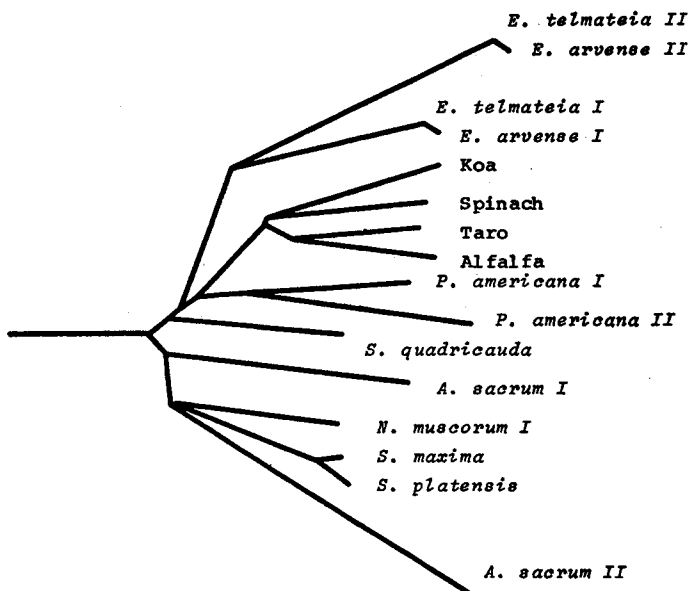 E. telmateia II
E. arvense II
E. telmateia I
E. arvense I
Koa
Spinach
Taro
Alfalfa
P. americana I
P. americana II
S. quadricauda
A. sacrum I
N. muscorum I
S. maxima
S. platensis
A. sacrum II